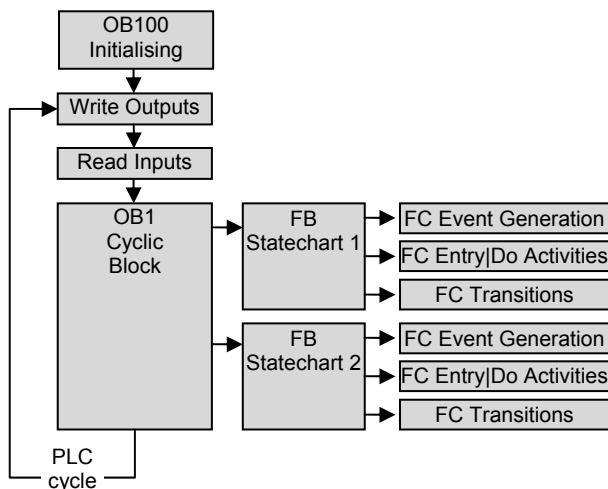 OB100
Initialising
Write Outputs
Read Inputs
OB1
Cyclic
Block
FB
Statechart 1
FC Event Generation
FC Entry|Do Activities
FC Transitions
FB
Statechart 2
FC Event Generation
FC Entry|Do Activities
FC Transitions
PLC
cycle